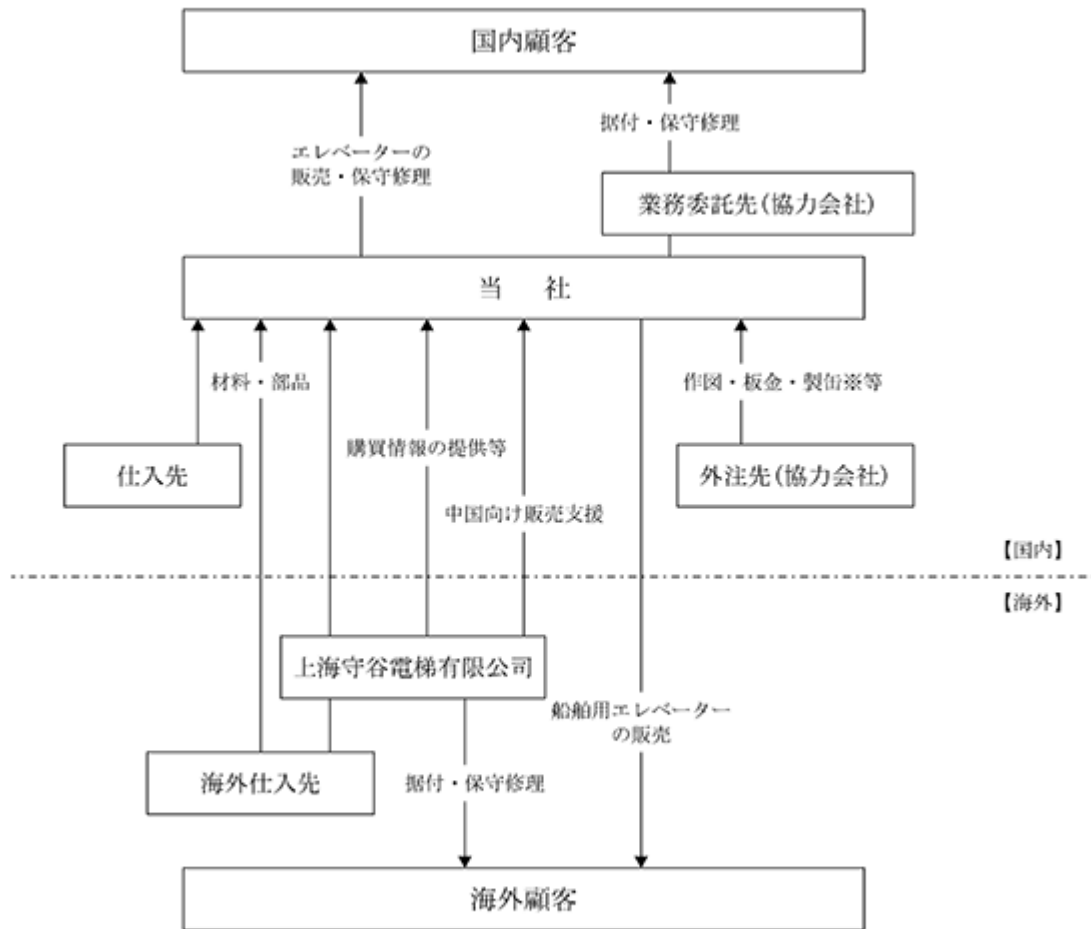 国内顧客
据付・保守修理
エレベーターの
販売・保守修理
業務委託先(協力会社)
当 社
材料・部品
作図・板金・製缶※等
購買情報の提供等
仕入先
外注先(協力会社)
中国向け販売支援
【国内】
【海外】
上海守谷電梯有限公司
船舶用エレベーター
の販売
海外仕入先
据付・保守修理
海外顧客